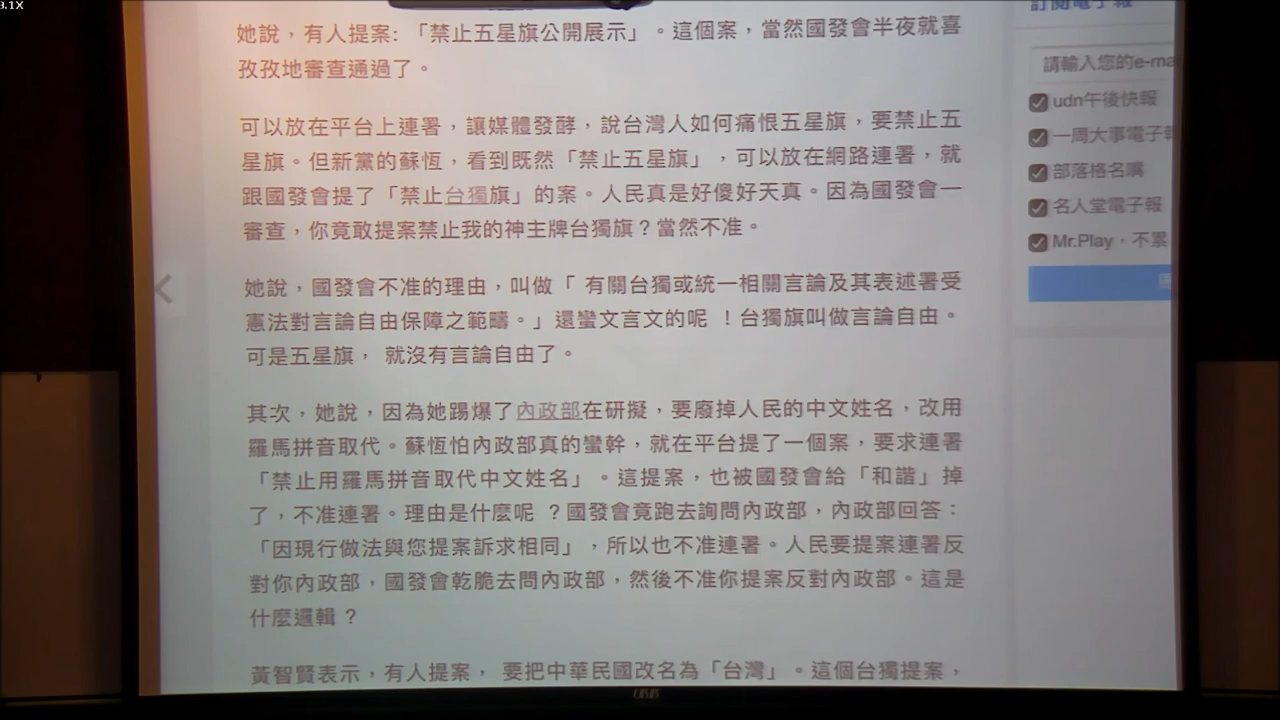 3.1X
她說，有人提案: 「禁止五星旗公開展示」。這個案，當然國發會半夜就喜
孜孜地審查通過了。
可以放在平台上連署，讓媒體發酵，說台灣人如何痛恨五星旗，要禁止五
星旗。但新黨的蘇恆，看到既然「禁止五星旗」，可以放在網路連署，就
跟國發會提了「禁止台獨旗」的案。人民真是好傻好天真。因為國發會一
審查，你竟敢提案禁止我的神主牌台獨旗？當然不准。
她說，國發會不准的理由，叫做「 有關台獨或統一相關言論及其表述署受
憲法對言論自由保障之範疇。」還蠻文言文的呢 ！台獨旗叫做言論自由。
可是五星旗， 就沒有言論自由了。
其次，她說，因為她踢爆了內政部在研擬，要廢掉人民的中文姓名，改用
羅馬拼音取代。蘇恆怕內政部真的蠻幹，就在平台提了一個案，要求連署
「禁止用羅馬拼音取代中文姓名」。這提案，也被國發會給「和諧」掉
了，不准連署。理由是什麼呢 ？國發會竟跑去詢問內政部，內政部回答：
「因現行做法與您提案訴求相同」，所以也不准連署。人民要提案連署反
對你內政部，國發會乾脆去問內政部，然後不准你提案反對內政部。這是
什麼邏輯 ？
黃智賢表示，有人提案， 要把中華民國改名為「台灣」。這個台獨提案，
訂閱電子報
請輸入您的e-ma
udn午後快報
一周大事電子報
部落格名嘴
名人堂電子報
Mr.Play，不累